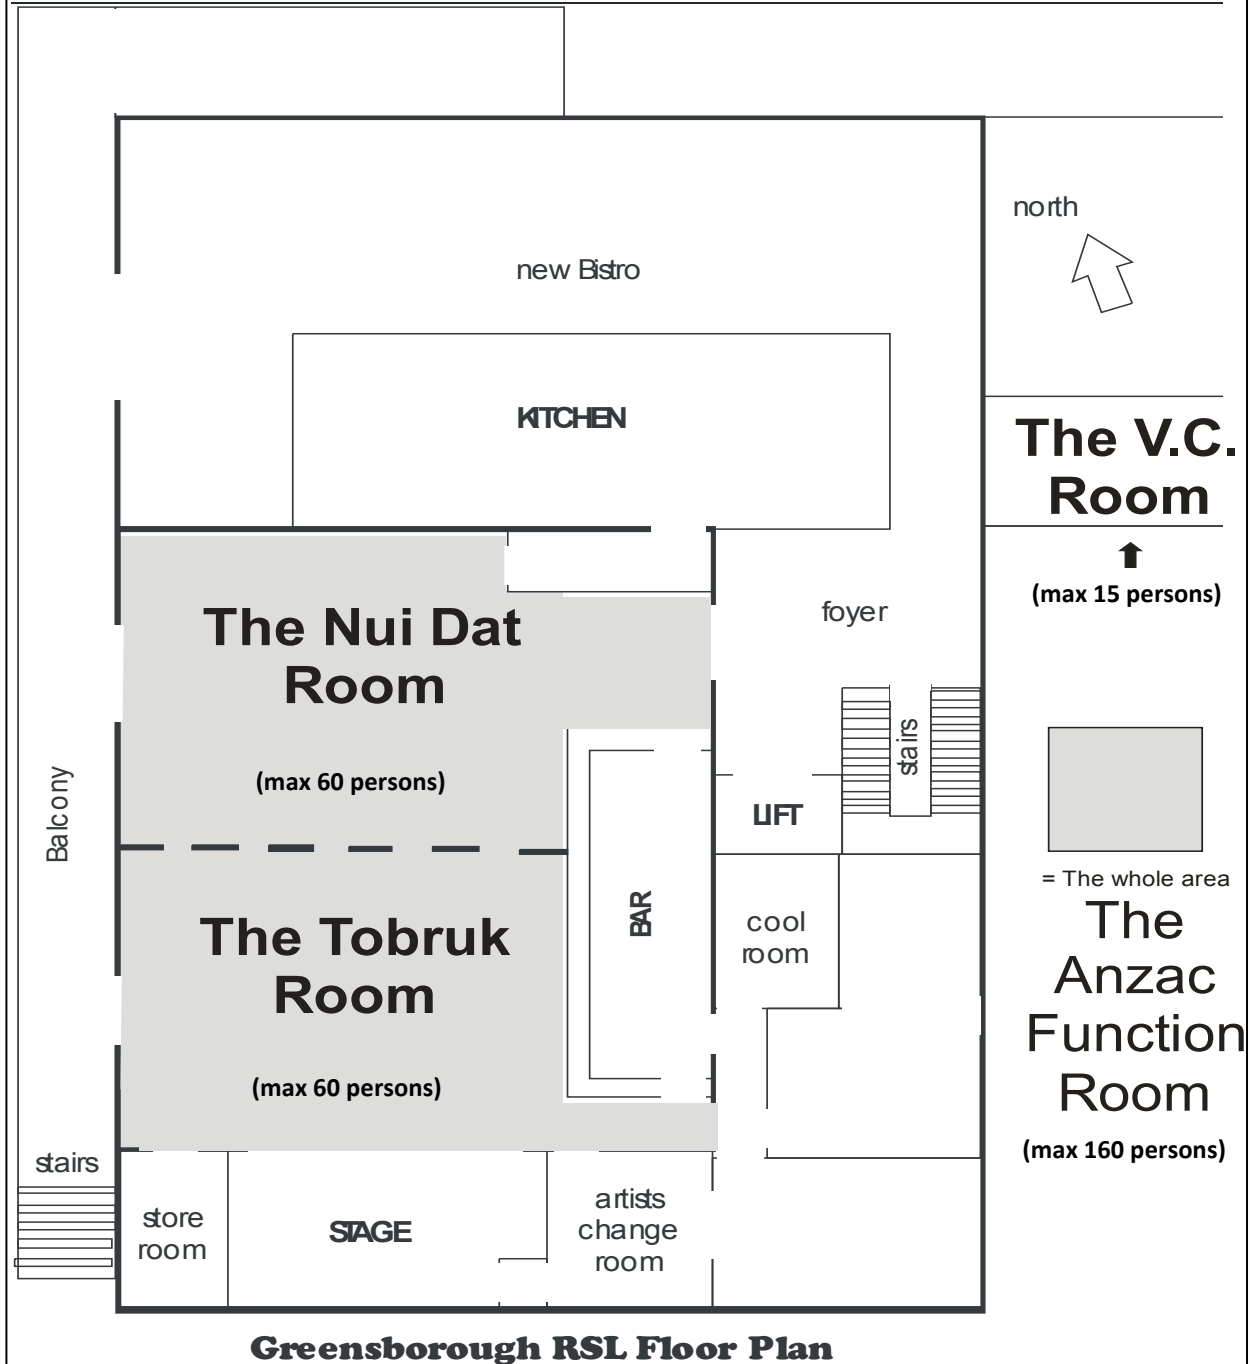 north
new Bistro
KITCHEN
The V.C.
Room
(max 15 persons)
foyer
The Nui Dat
Room
(max 60 persons)
stairs
Balcony
LIFT
= The whole area
The
Anzac
Function
Room
(max 160 persons)
BAR
cool
room
The Tobruk
Room
(max 60 persons)
stairs
store
room
STAGE
artists
change
room
Greensborough RSL Floor Plan